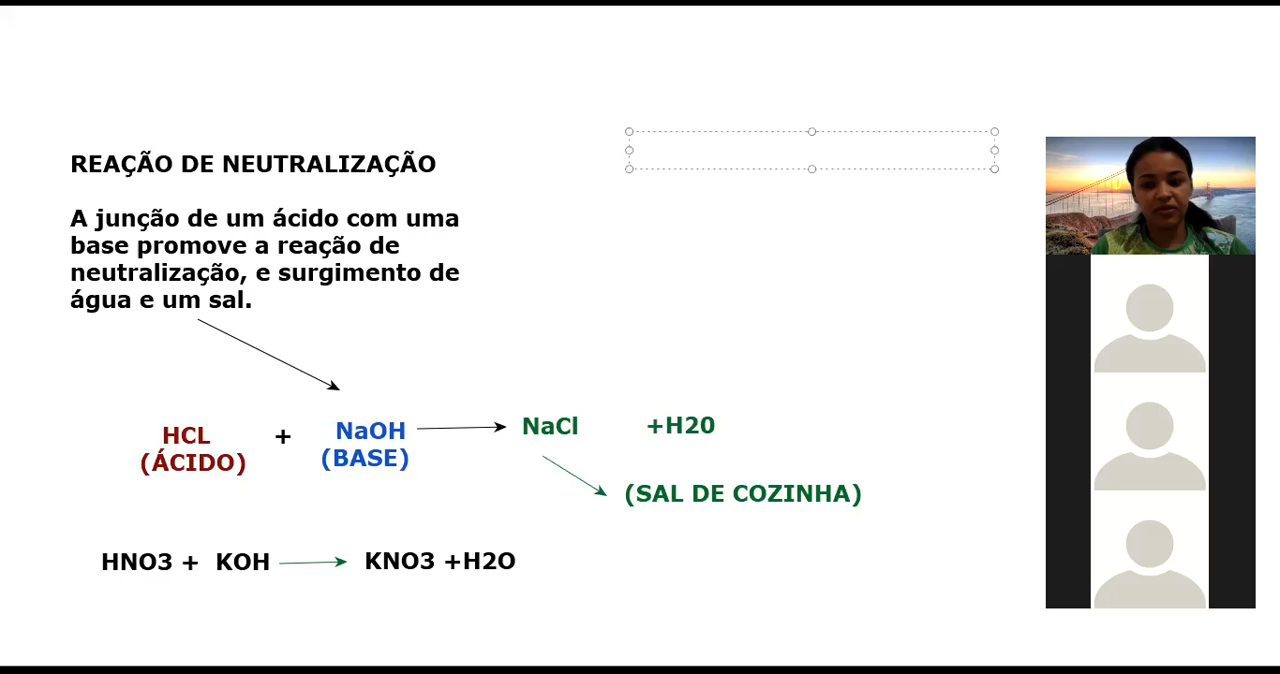 REAÇÃO DE NEUTRALIZAÇÃO
A junção de um ácido com uma
base promove a reação de
neutralização, e surgimento de
água e um sal.
HCL + NaOH NaCl +H20
(ÁCIDO) (BASE)
(SAL DE COZINHA)
HNO3 + KOH KNO3 +H2O